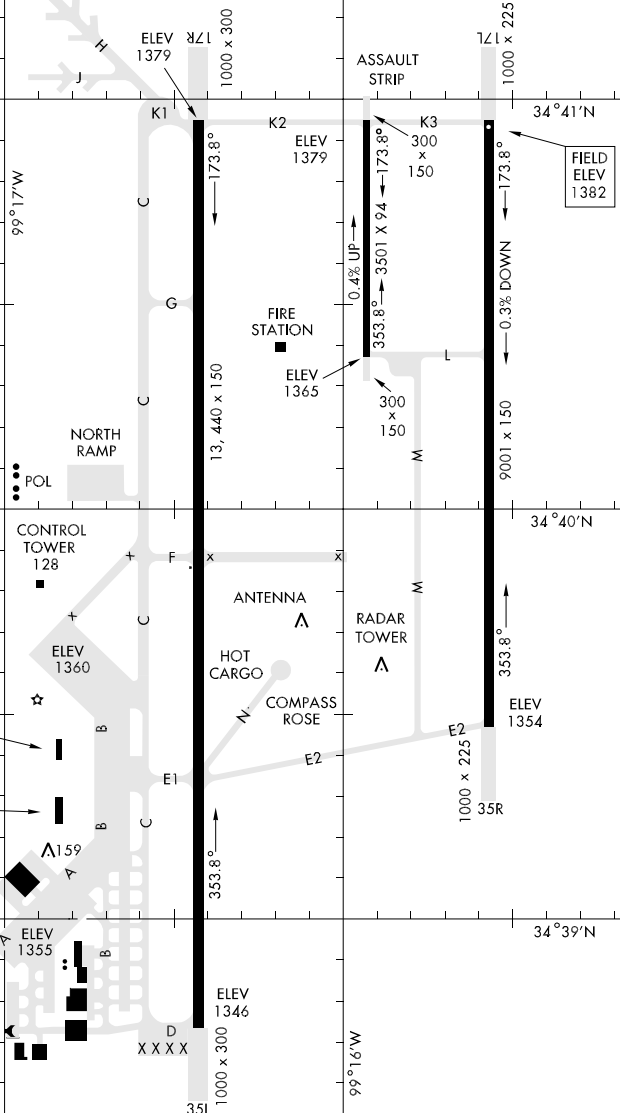 H
J
ELEV
1379
17R
1000 x 300
ASSAULT
STRIP
17L
1000 x 225
K1
K2
K3
34°41'N
ELEV
1379
300
x
150
FIELD
ELEV
1382
99°17'W
C
173.8°
173.8°
173.8°
3501 X 94
0.4% UP
353.8°
0.3% DOWN
G
FIRE
STATION
L
ELEV
1365
300
x
150
C
13, 440 x 150
9001 x 150
NORTH
RAMP
POL
M
34°40'N
CONTROL
TOWER
128
x
F
x
x
ANTENNA
M
x
C
RADAR
TOWER
353.8°
ELEV
1360
HOT
CARGO
COMPASS
ROSE
N
ELEV
1354
B
E2
E2
E1
1000 x 225
35R
B
C
353.8°
159
A
A
ELEV
1355
B
34°39'N
ELEV
1346
D
X X X X
1000 x 300
99°16'W
35L